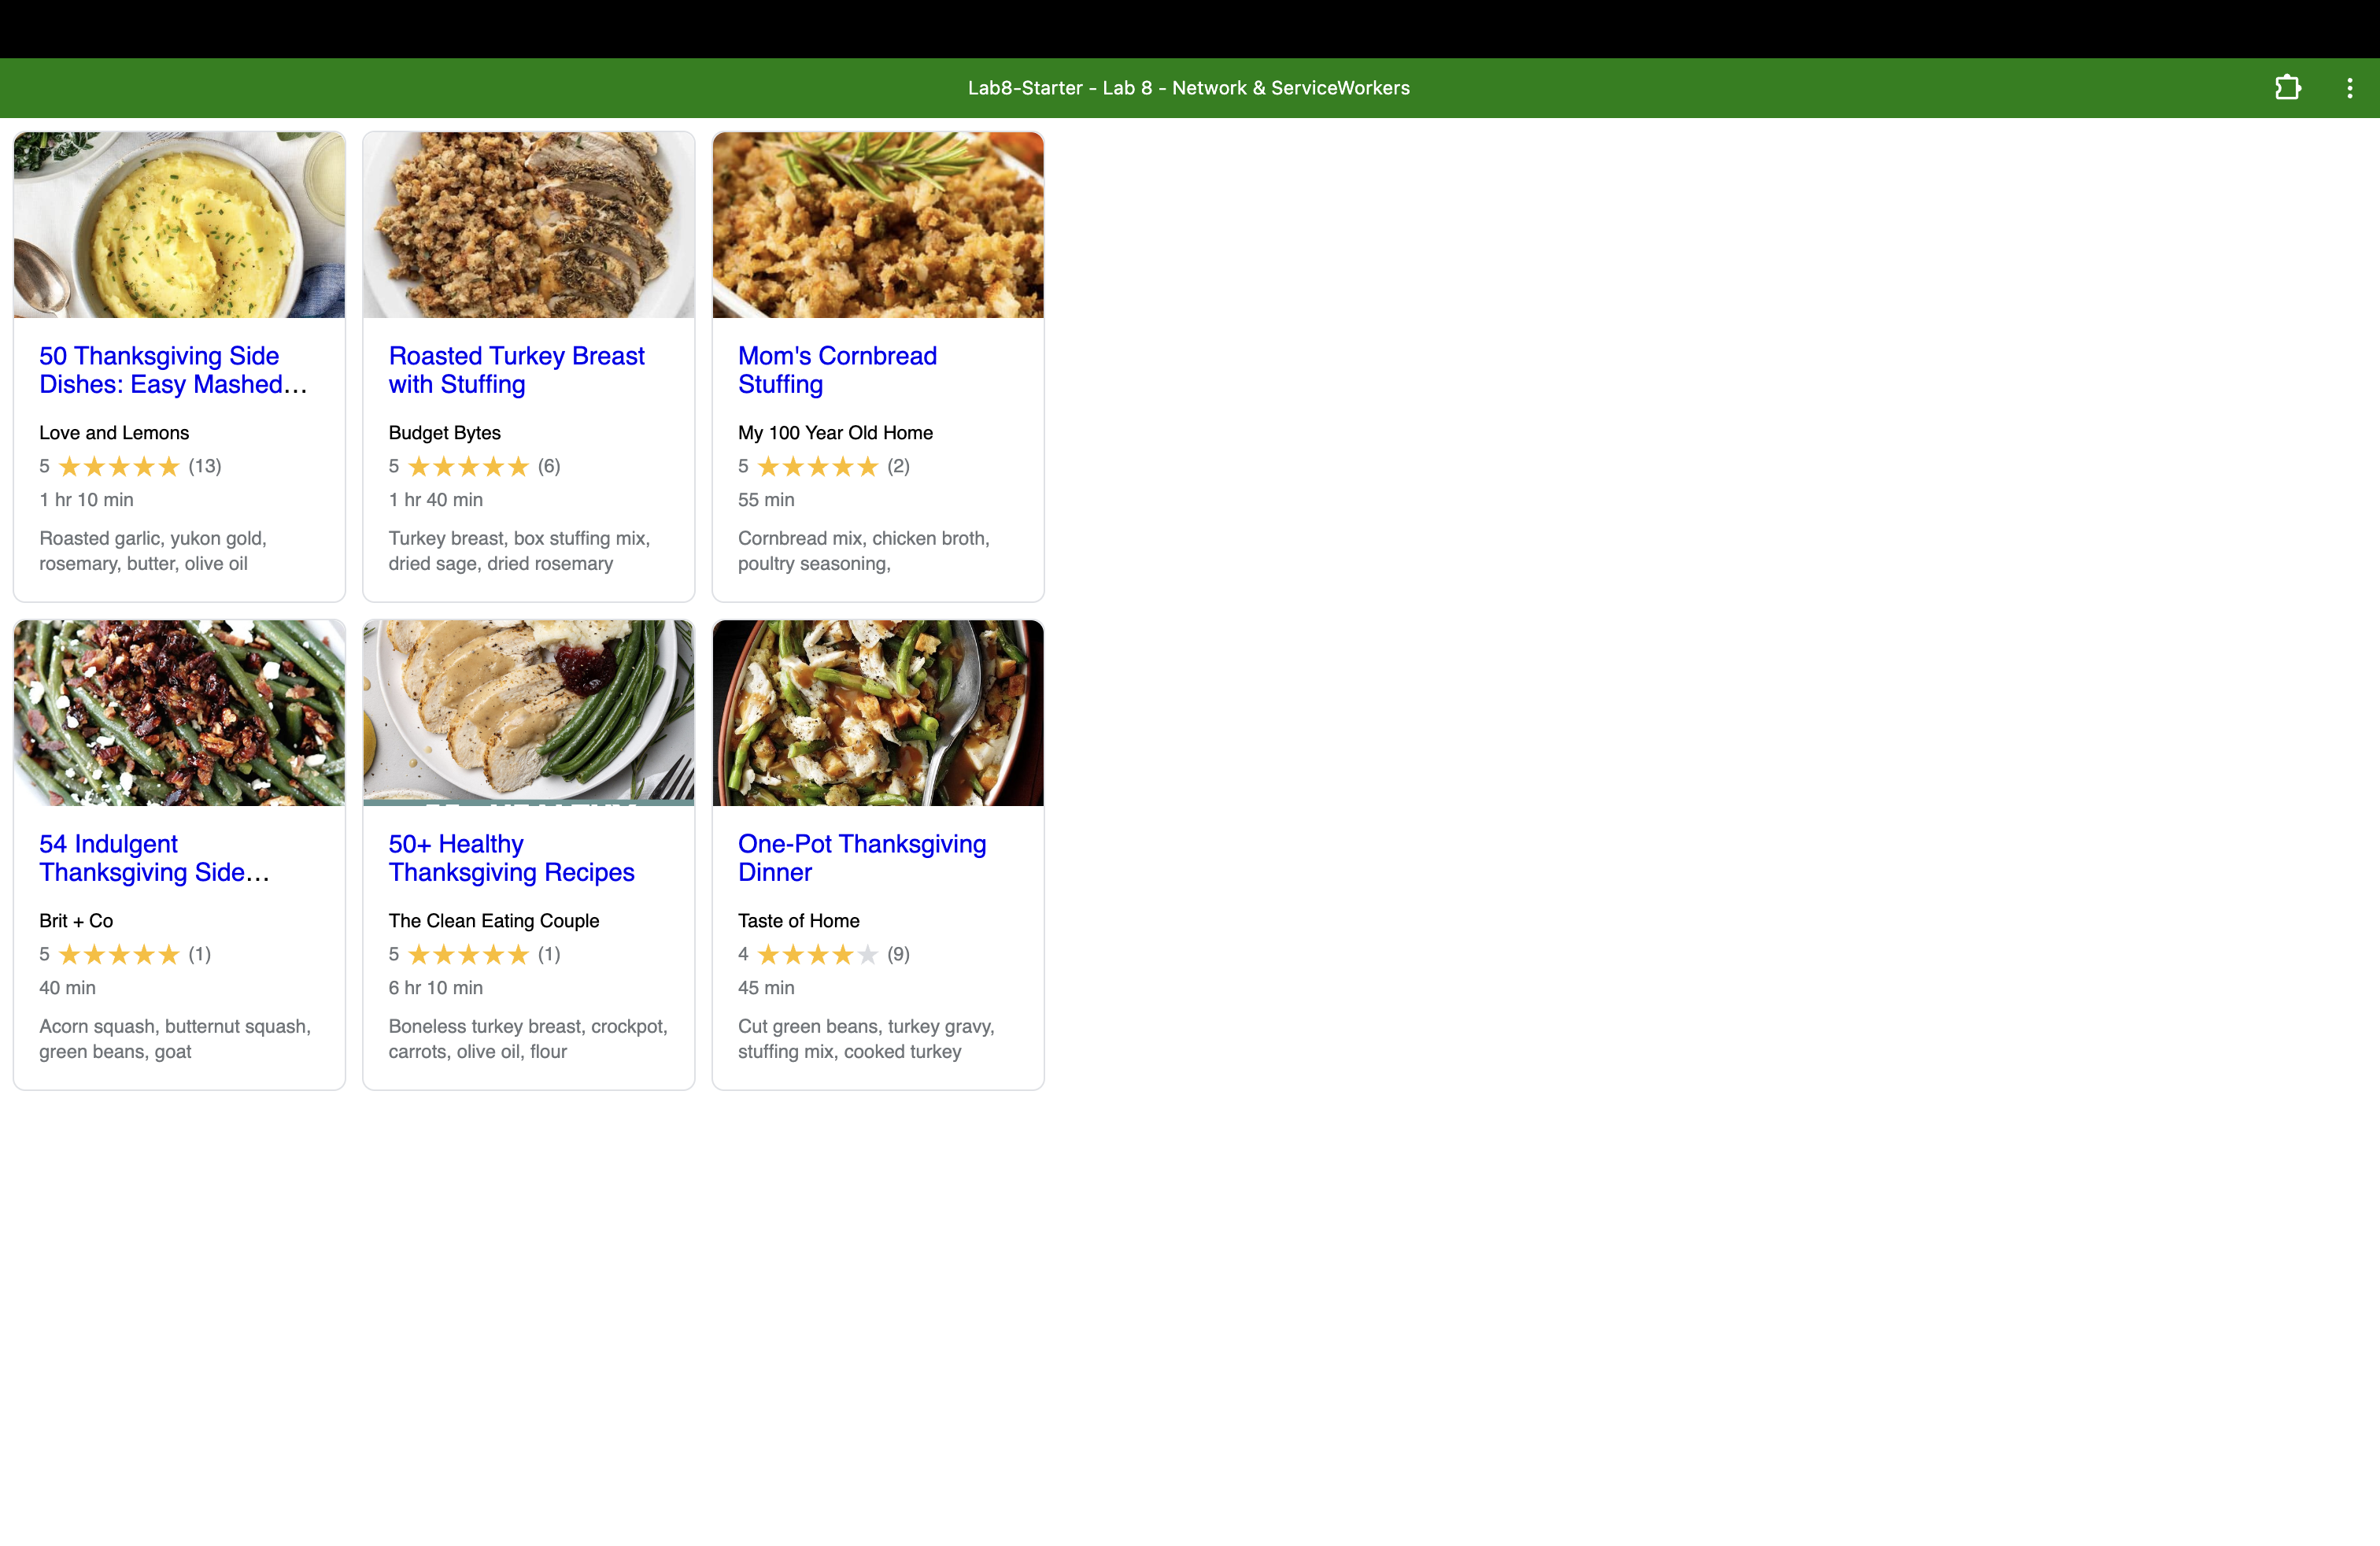 Lab8-Starter - Lab 8 - Network & ServiceWorkers
50 Thanksgiving Side
Dishes: Easy Mashed...
Love and Lemons
5 ★★★★★ (13)
1 hr 10 min
Roasted garlic, yukon gold,
rosemary, butter, olive oil
Roasted Turkey Breast
with Stuffing
Budget Bytes
5 ★★★★★ (6)
1 hr 40 min
Turkey breast, box stuffing mix,
dried sage, dried rosemary
Mom's Cornbread
Stuffing
My 100 Year Old Home
5 ★★★★★ (2)
55 min
Cornbread mix, chicken broth,
poultry seasoning,
54 Indulgent
Thanksgiving Side...
Brit + Co
5 ★★★★★ (1)
40 min
Acorn squash, butternut squash,
green beans, goat
50+ Healthy
Thanksgiving Recipes
The Clean Eating Couple
5 ★★★★★ (1)
6 hr 10 min
Boneless turkey breast, crockpot,
carrots, olive oil, flour
One-Pot Thanksgiving
Dinner
Taste of Home
4 ★★★★☆ (9)
45 min
Cut green beans, turkey gravy,
stuffing mix, cooked turkey